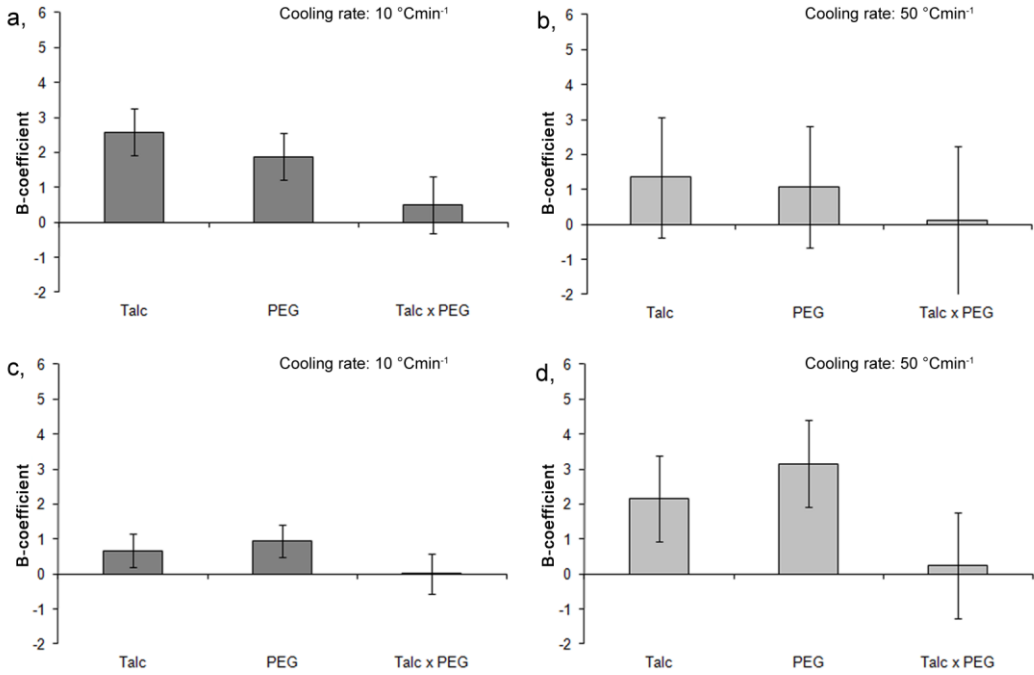 a,
Cooling rate: 10 °Cmin⁻¹
B-coefficient
6
5
4
3
2
1
0
-1
-2
Talc PEG Talc x PEG
b,
Cooling rate: 50 °Cmin⁻¹
B-coefficient
6
5
4
3
2
1
0
-1
-2
Talc PEG Talc x PEG
c,
Cooling rate: 10 °Cmin⁻¹
B-coefficient
6
5
4
3
2
1
0
-1
-2
Talc PEG Talc x PEG
d,
Cooling rate: 50 °Cmin⁻¹
B-coefficient
6
5
4
3
2
1
0
-1
-2
Talc PEG Talc x PEG